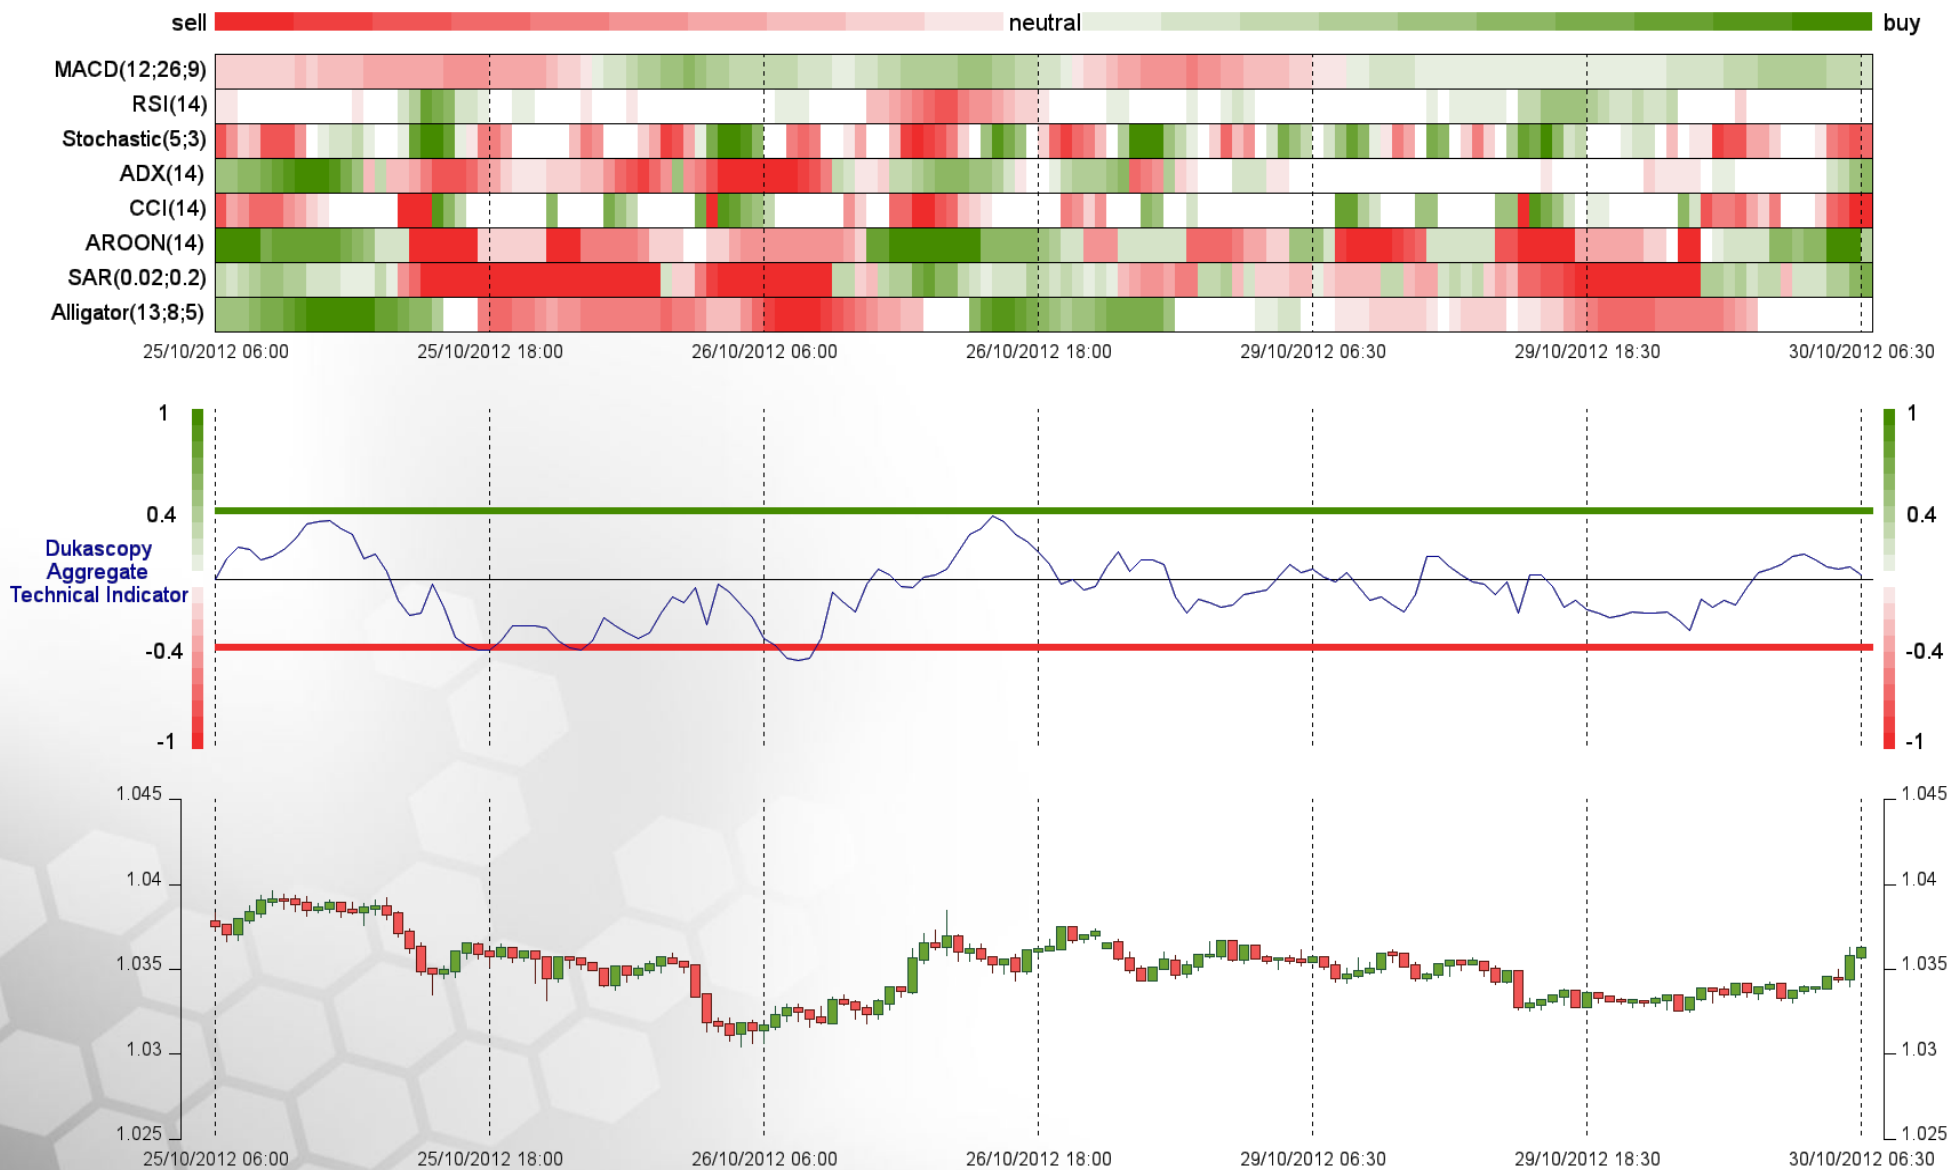 sell neutral buy
MACD(12;26;9)
RSI(14)
Stochastic(5;3)
ADX(14)
CCI(14)
AROON(14)
SAR(0.02;0.2)
Alligator(13;8;5)
25/10/2012 06:00 25/10/2012 18:00 26/10/2012 06:00 26/10/2012 18:00 29/10/2012 06:30 29/10/2012 18:30 30/10/2012 06:30
1 1
0.4 0.4
Dukascopy
Aggregate
Technical Indicator
-0.4 -0.4
-1 -1
1.045 1.045
1.04 1.04
1.035 1.035
1.03 1.03
1.025 1.025
25/10/2012 06:00 25/10/2012 18:00 26/10/2012 06:00 26/10/2012 18:00 29/10/2012 06:30 29/10/2012 18:30 30/10/2012 06:30